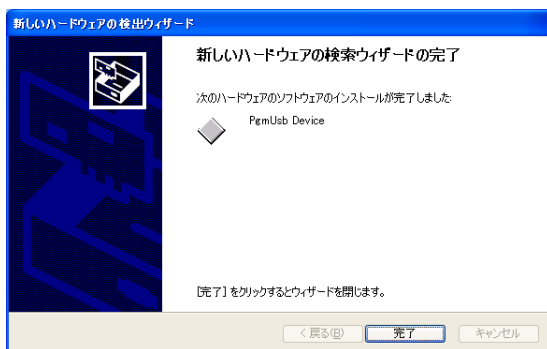 新しいハードウェアの検出ウィザード
新しいハードウェアの検索ウィザードの完了
次のハードウェアのソフトウェアのインストールが完了しました:
PgmUsb Device
[完了] をクリックするとウィザードを閉じます。
< 戻る(B)
完了
キャンセル